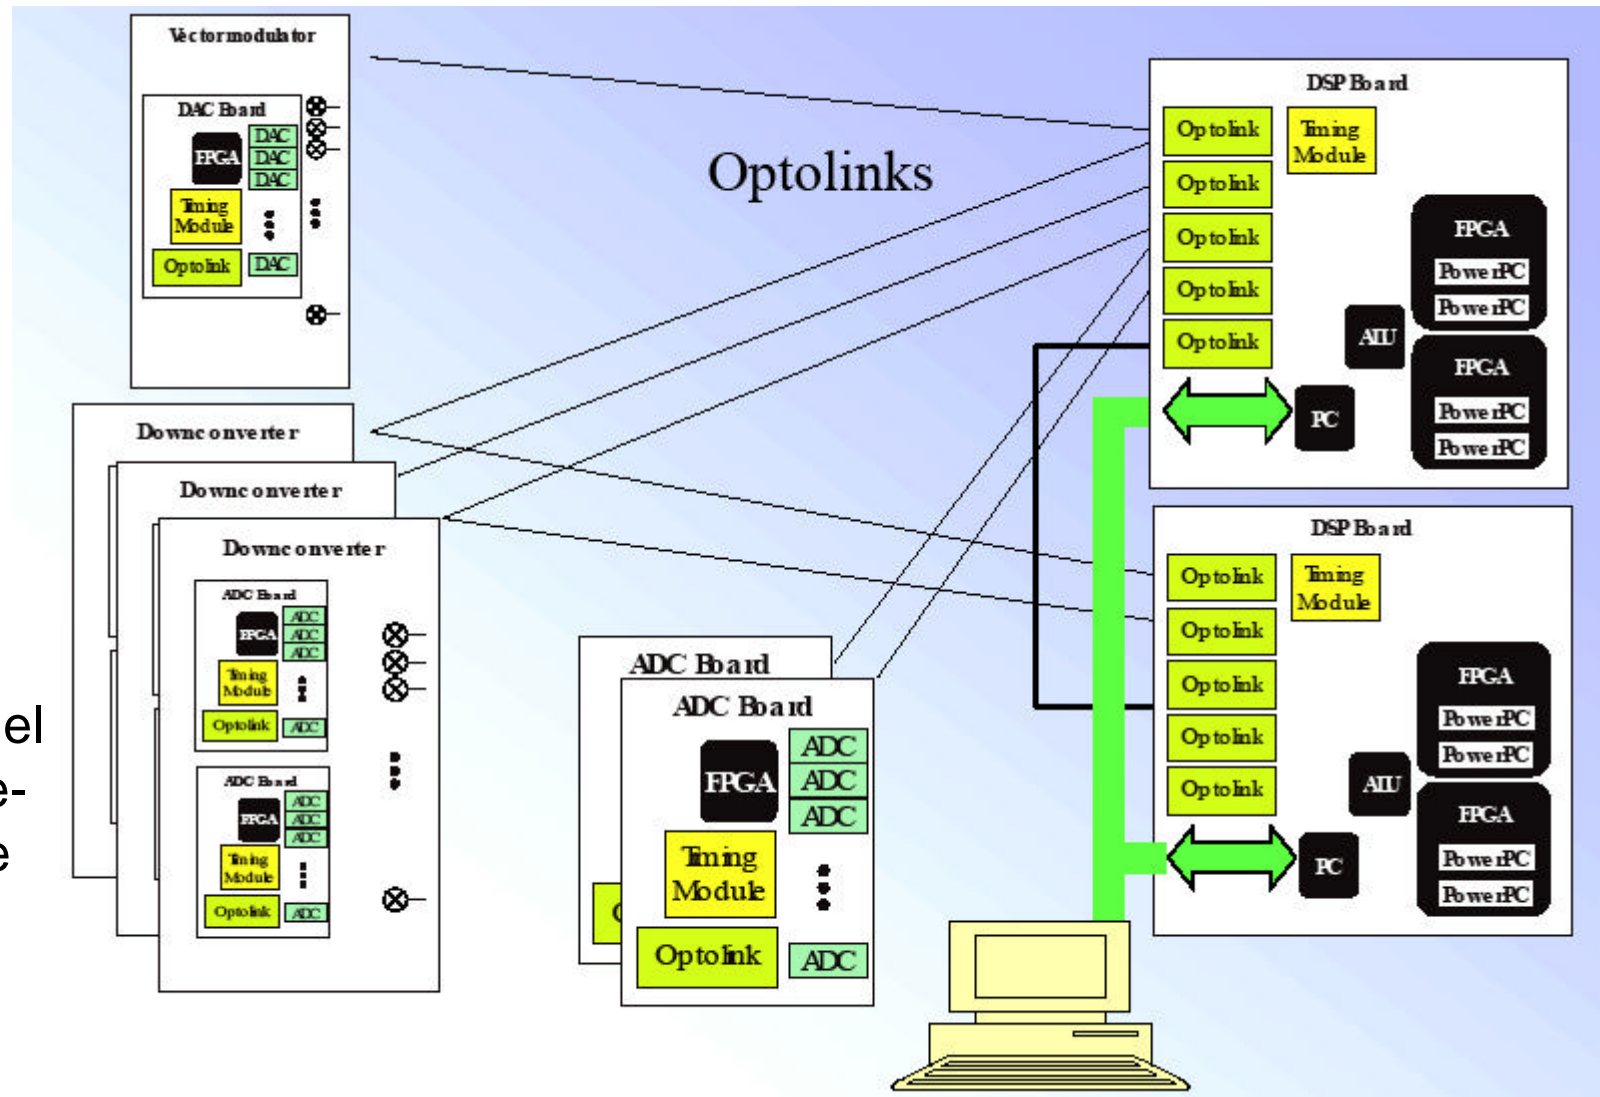 Vectormodulator
DAC Board
FPGA
DAC
DAC
DAC
Timing
Module
Optolink
DAC
Optolinks
DSP Board
Optolink
Optolink
Optolink
Optolink
Optolink
Timing
Module
FPGA
PowerPC
PowerPC
ALU
FPGA
PowerPC
PowerPC
PC
Downconverter
Downconverter
Downconverter
ADC Board
FPGA
ADC
ADC
ADC
Timing
Module
Optolink
ADC
ADC Board
FPGA
ADC
ADC
ADC
Timing
Module
Optolink
ADC
el
e-
e
ADC Board
O
ADC Board
FPGA
ADC
ADC
ADC
Timing
Module
Optolink
ADC
DSP Board
Optolink
Optolink
Optolink
Optolink
Optolink
Timing
Module
FPGA
PowerPC
PowerPC
ALU
FPGA
PowerPC
PowerPC
PC